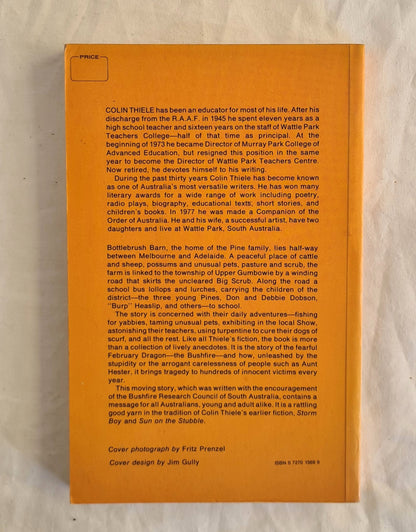 PRICE
COLIN THIELE has been an educator for most of his life. After his
discharge from the R.A.A.F. in 1945 he spent eleven years as a
high school teacher and sixteen years on the staff of Wattle Park
Teachers College—half of that time as principal. At the
beginning of 1973 he became Director of Murray Park College of
Advanced Education, but resigned this position in the same
year to become the Director of Wattle Park Teachers Centre.
Now retired, he devotes himself to his writing.
During the past thirty years Colin Thiele has become known
as one of Australia's most versatile writers. He has won many
literary awards for a wide range of work including poetry,
radio plays, biography, educational texts, short stories, and
children's books. In 1977 he was made a Companion of the
Order of Australia. He and his wife, a successful artist, have two
daughters and live at Wattle Park, South Australia.
Bottlebrush Barn, the home of the Pine family, lies half-way
between Melbourne and Adelaide. A peaceful place of cattle
and sheep, possums and unusual pets, pasture and scrub, the
farm is linked to the township of Upper Gumbowie by a winding
road that skirts the uncleared Big Scrub. Along the road a
school bus lollops and lurches, carrying the children of the
district—the three young Pines, Don and Debbie Dobson,
"Burp" Heaslip, and others—to school.
The story is concerned with their daily adventures—fishing
for yabbies, taming unusual pets, exhibiting in the local Show,
astonishing their teachers, using turpentine to cure their dogs of
scurf, and all the rest. Like all Thiele's fiction, the book is more
than a collection of lively anecdotes. It is the story of the fearful
February Dragon—the Bushfire—and how, unleashed by the
stupidity or the arrogant carelessness of people such as Aunt
Hester, it brings tragedy to hundreds of innocent victims every
year.
This moving story, which was written with the encouragement
of the Bushfire Research Council of South Australia, contains a
message for all Australians, young and adult alike. It is a rattling
good yarn in the tradition of Colin Thiele's earlier fiction, Storm
Boy and Sun on the Stubble.
Cover photograph by Fritz Prenzel
Cover design by Jim Gully